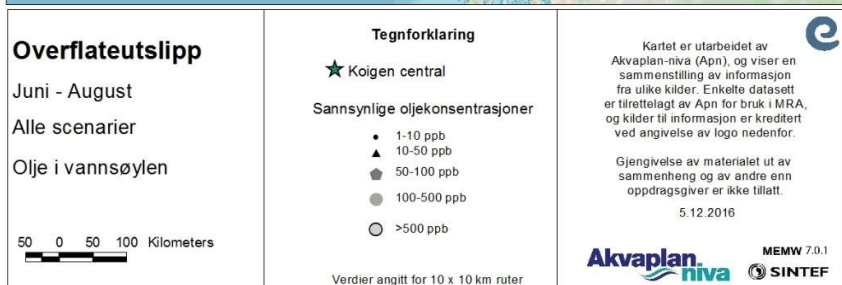 Overflateutslipp
Juni - August
Alle scenarier
Olje i vannsøylen
50 0 50 100 Kilometers
Tegnforklaring
Koigen central
Sannsynlige oljekonsentrasjoner
1-10 ppb
10-50 ppb
50-100 ppb
100-500 ppb
>500 ppb
Verdier angitt for 10 x 10 km ruter
Kartet er utarbeidet av
Akvaplan-niva (Apn), og viser en
sammenstilling av informasjon
fra ulike kilder. Enkelte datasett
er tilrettelagt av Apn for bruk i MRA,
og kilder til informasjon er kreditert
ved angivelse av logo nedenfor.
Gjengivelse av materialet ut av
sammenheng og av andre enn
oppdragsgiver er ikke tillatt.
5.12.2016
Akvaplan
niva
MEMW 7.0.1
SINTEF